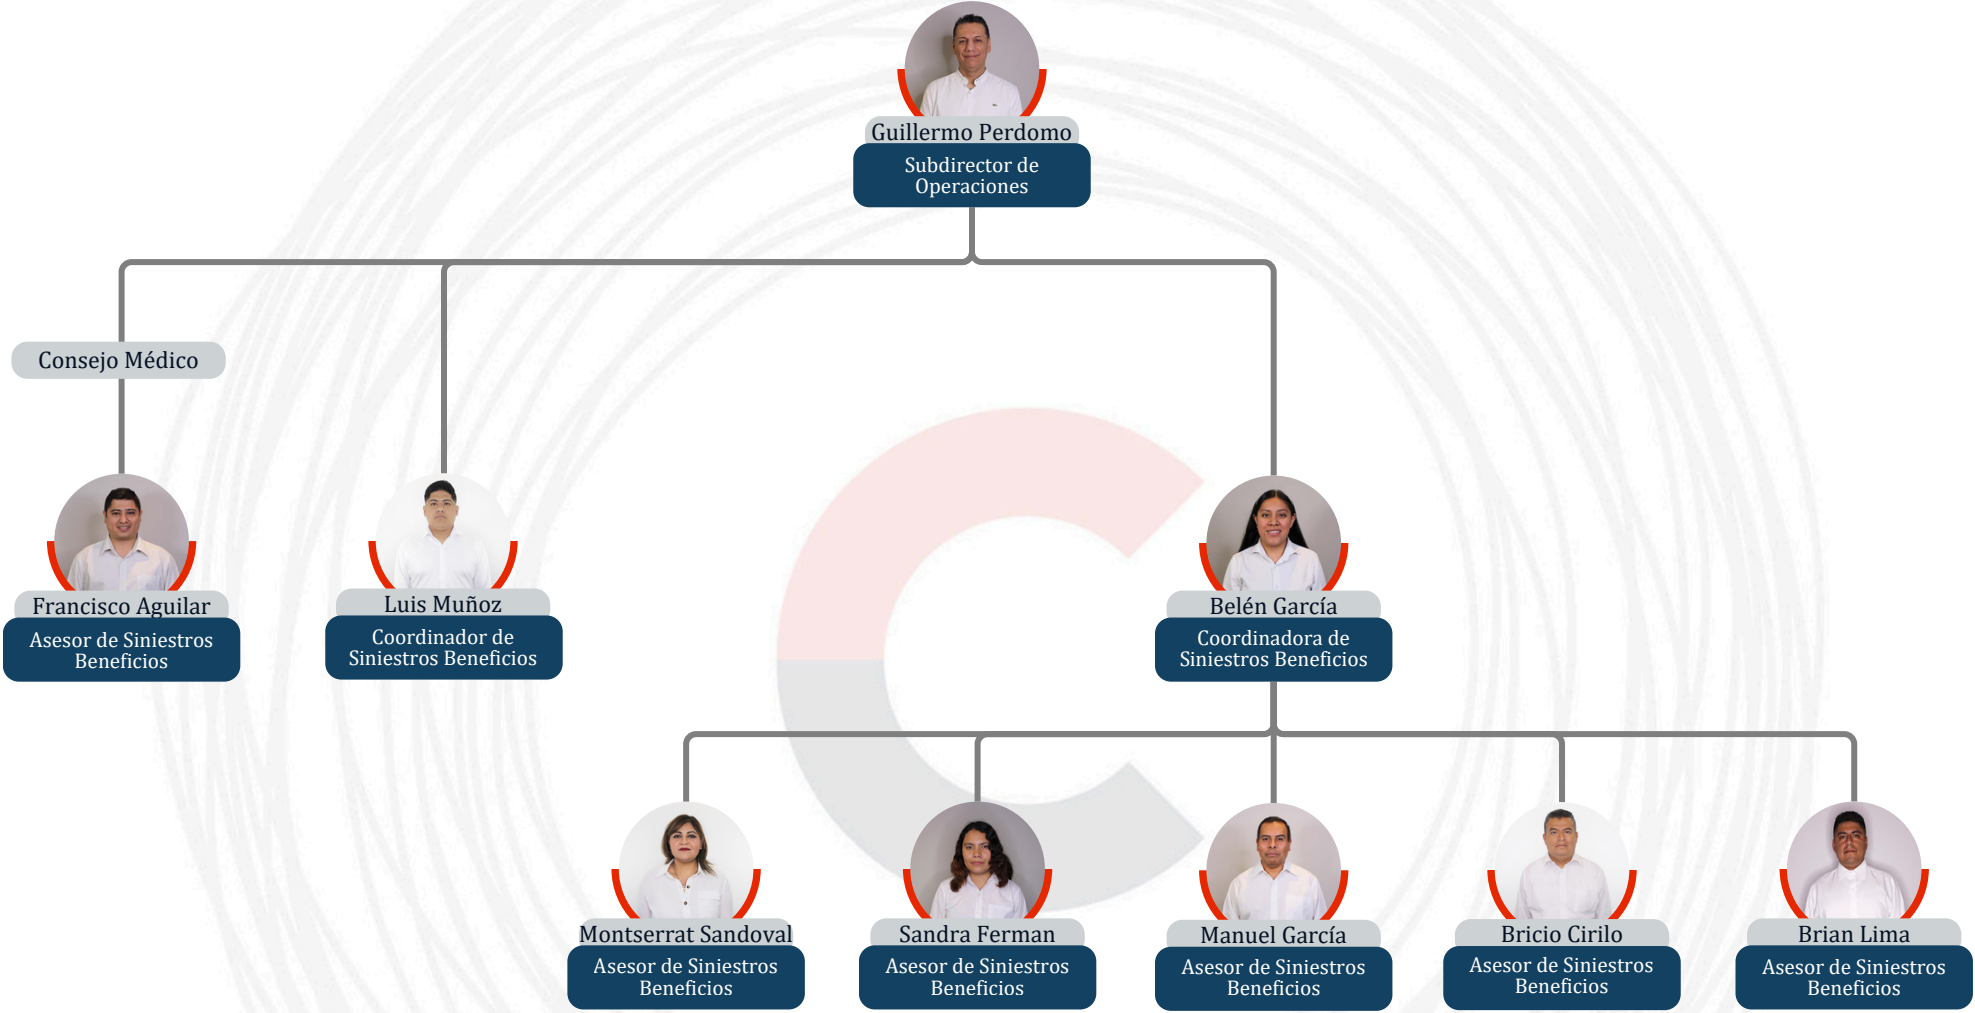 Guillermo Perdomo
Subdirector de
Operaciones
Consejo Médico
Francisco Aguilar
Asesor de Siniestros
Beneficios
Luis Muñoz
Coordinador de
Siniestros Beneficios
Belén García
Coordinadora de
Siniestros Beneficios
Montserrat Sandoval
Asesor de Siniestros
Beneficios
Sandra Ferman
Asesor de Siniestros
Beneficios
Manuel García
Asesor de Siniestros
Beneficios
Bricio Cirilo
Asesor de Siniestros
Beneficios
Brian Lima
Asesor de Siniestros
Beneficios